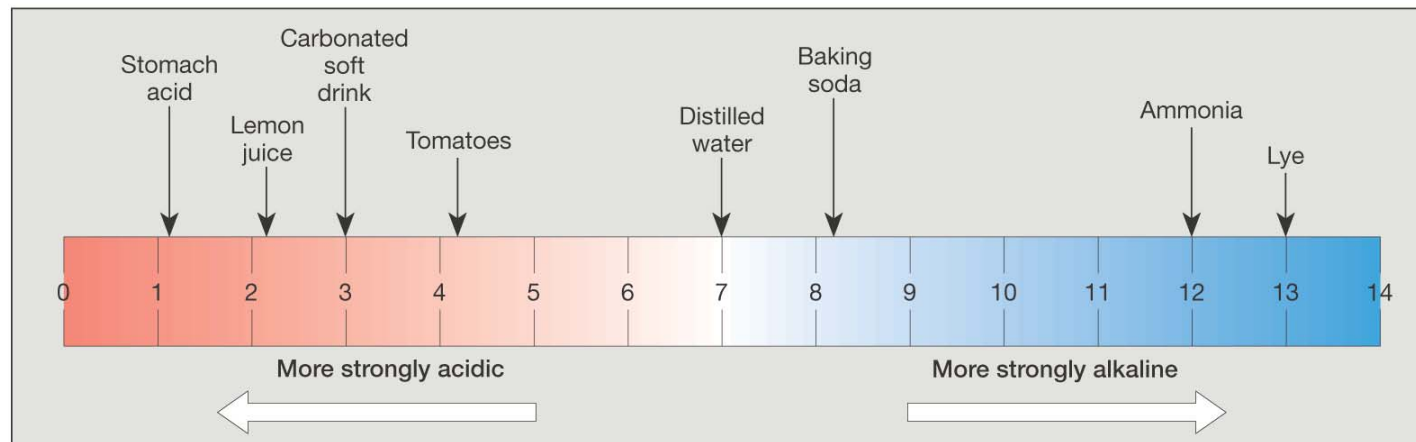 Stomach
acid
Lemon
juice
Carbonated
soft
drink
Tomatoes
Distilled
water
Baking
soda
Ammonia
Lye
0 1 2 3 4 5 6 7 8 9 10 11 12 13 14
More strongly acidic
More strongly alkaline